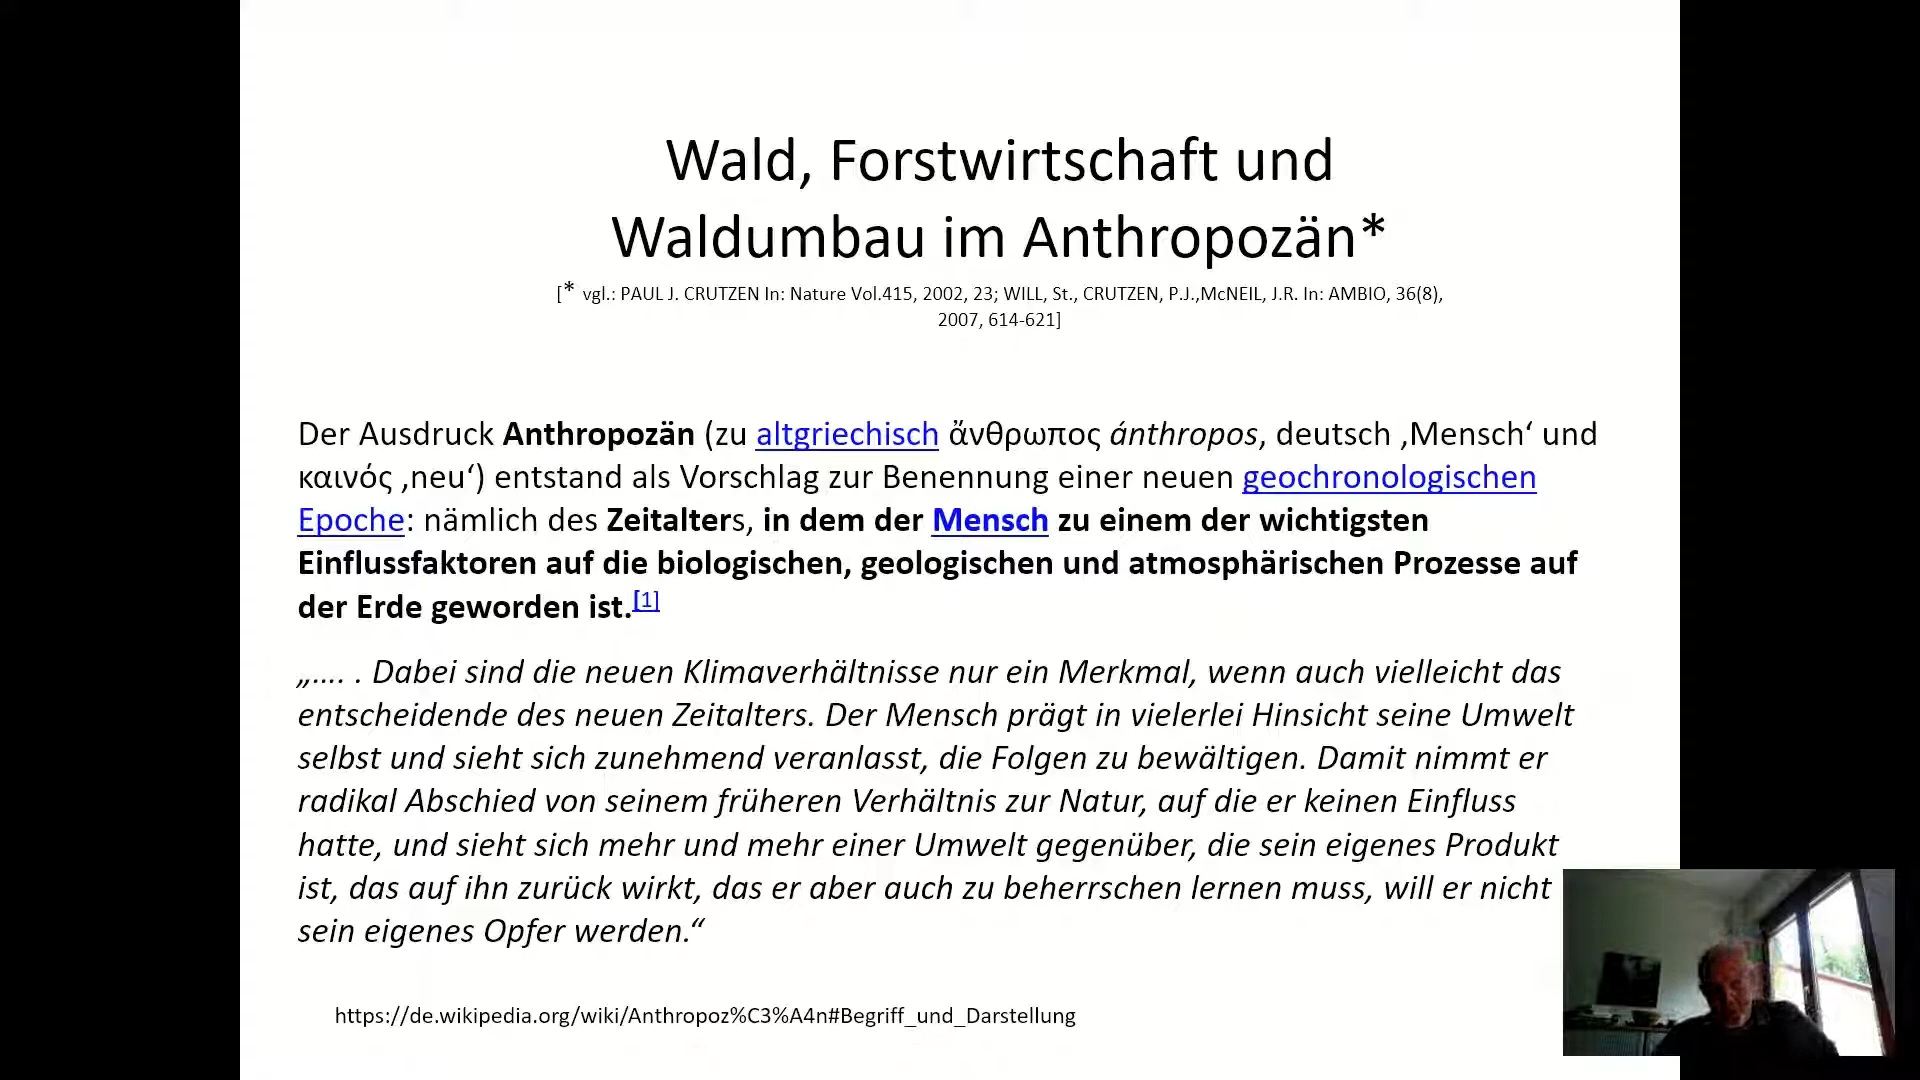 Wald, Forstwirtschaft und
Waldumbau im Anthropozän*
[* vgl.: PAUL J. CRUTZEN In: Nature Vol.415, 2002, 23; WILL, St., CRUTZEN, P.J.,McNEIL, J.R. In: AMBIO, 36(8),
2007, 614-621]
Der Ausdruck Anthropozän (zu altgriechisch ἄνθρωπος ánthropos, deutsch ‚Mensch‘ und
καινός ‚neu‘) entstand als Vorschlag zur Benennung einer neuen geochronologischen
Epoche: nämlich des Zeitalters, in dem der Mensch zu einem der wichtigsten
Einflussfaktoren auf die biologischen, geologischen und atmosphärischen Prozesse auf
der Erde geworden ist.[1]
„…. . Dabei sind die neuen Klimaverhältnisse nur ein Merkmal, wenn auch vielleicht das
entscheidende des neuen Zeitalters. Der Mensch prägt in vielerlei Hinsicht seine Umwelt
selbst und sieht sich zunehmend veranlasst, die Folgen zu bewältigen. Damit nimmt er
radikal Abschied von seinem früheren Verhältnis zur Natur, auf die er keinen Einfluss
hatte, und sieht sich mehr und mehr einer Umwelt gegenüber, die sein eigenes Produkt
ist, das auf ihn zurück wirkt, das er aber auch zu beherrschen lernen muss, will er nicht
sein eigenes Opfer werden.“
https://de.wikipedia.org/wiki/Anthropoz%C3%A4n#Begriff_und_Darstellung